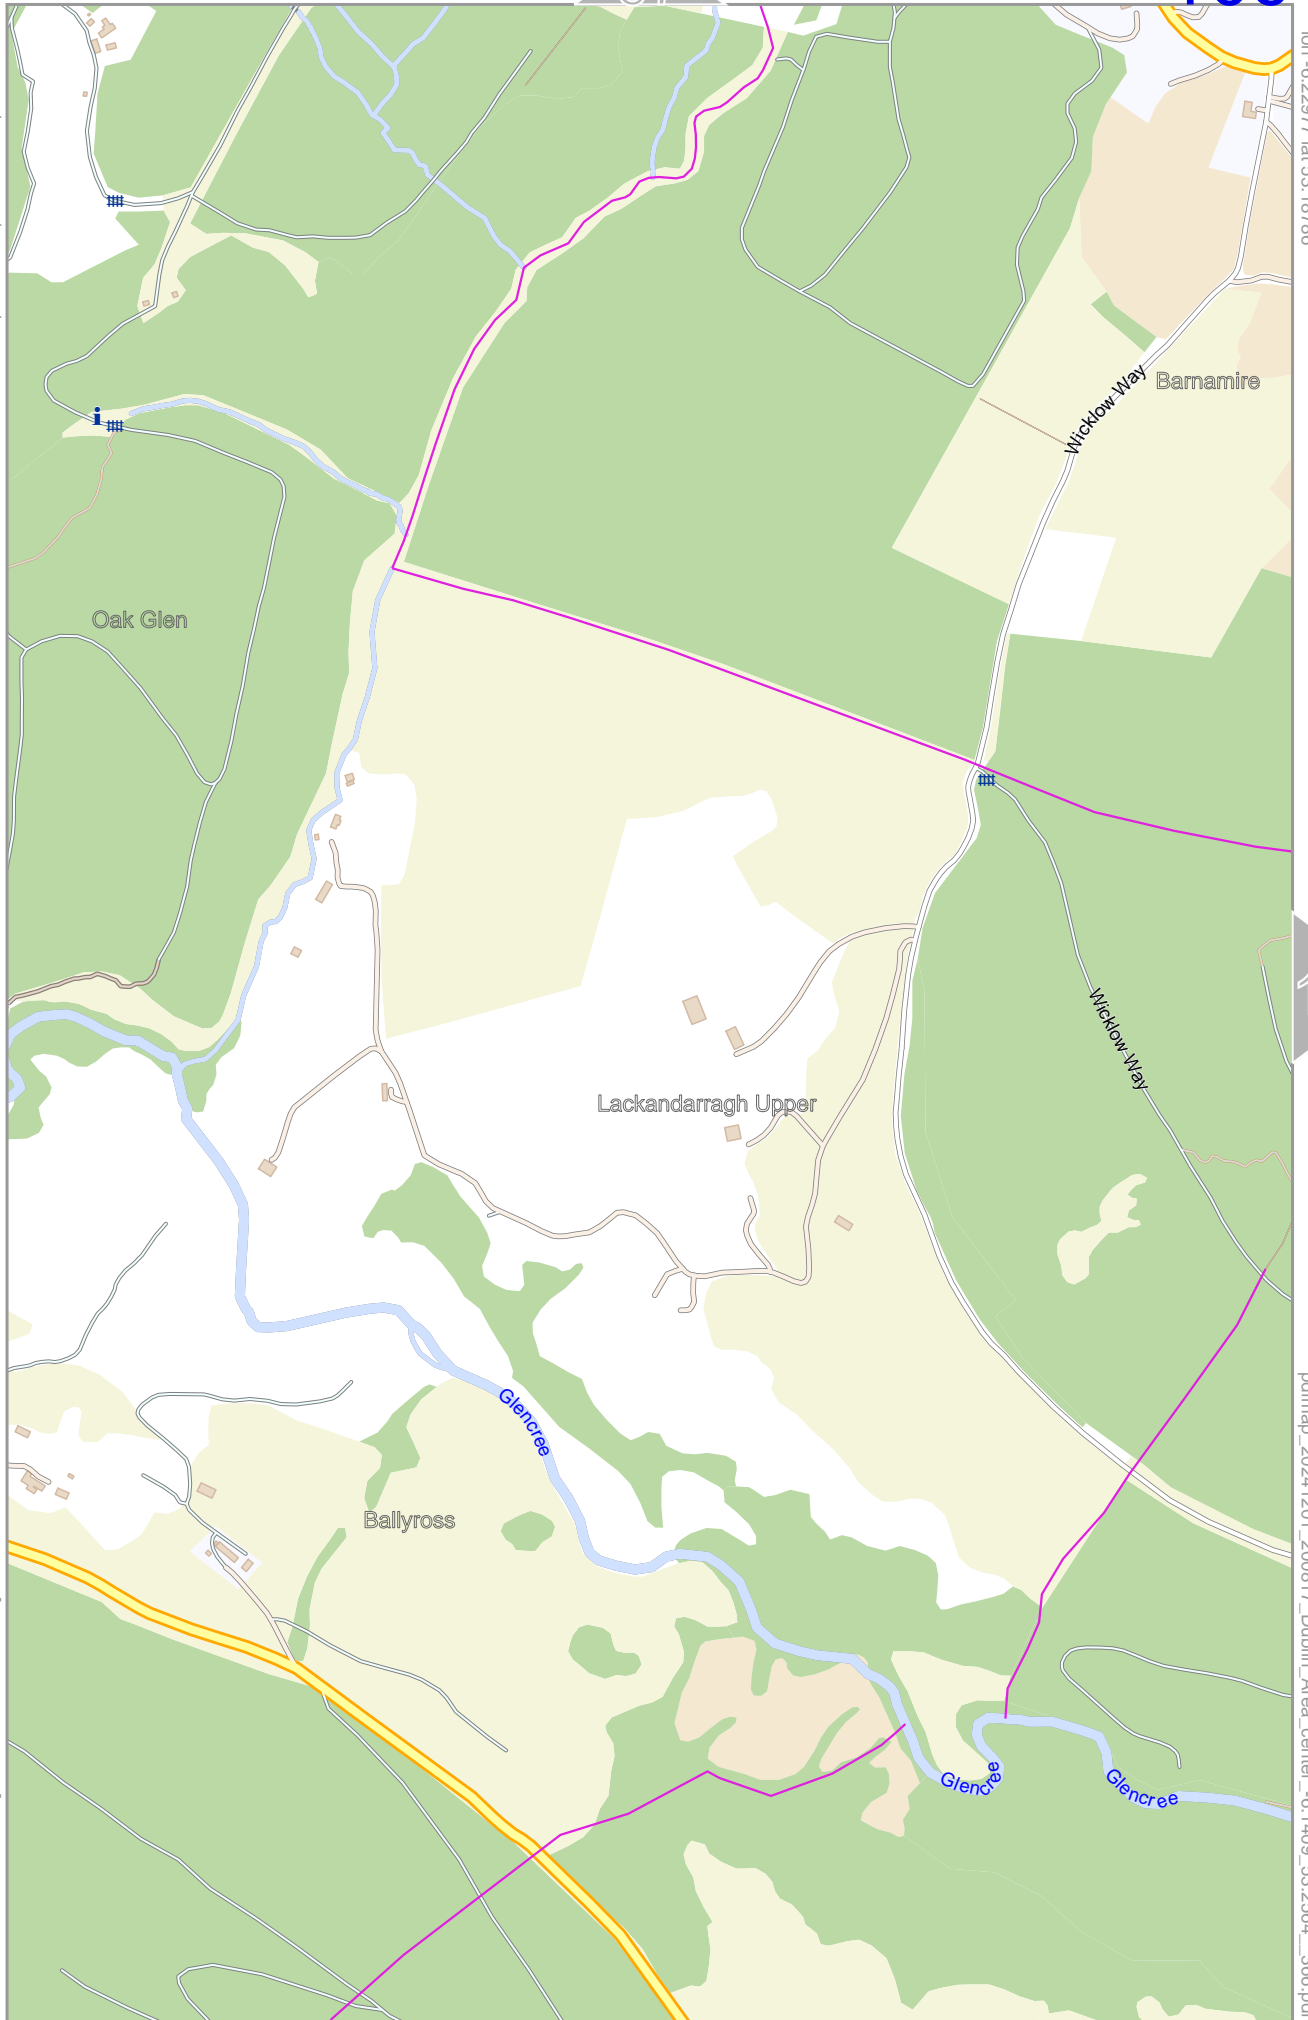 Wicklow Way
Barnamire
i
Oak Glen
Wicklow Way
Lackandarragh Upper
Glencree
Ballyross
Glencree
Glencree